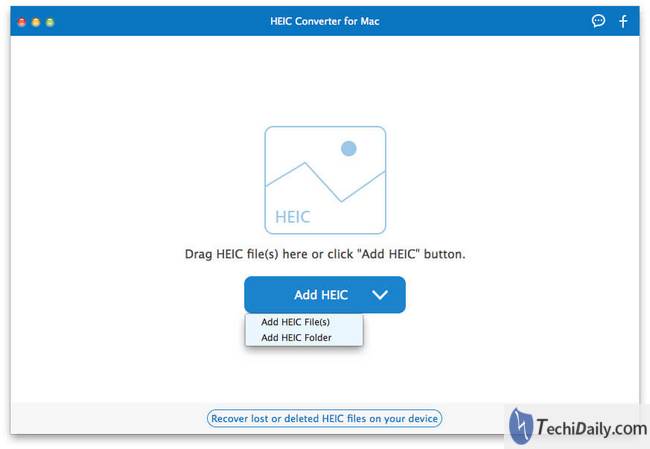 HEIC Converter for Mac
HEIC
Drag HEIC file(s) here or click "Add HEIC" button.
Add HEIC
Add HEIC File(s)
Add HEIC Folder
Recover lost or deleted HEIC files on your device
TechiDaily.com